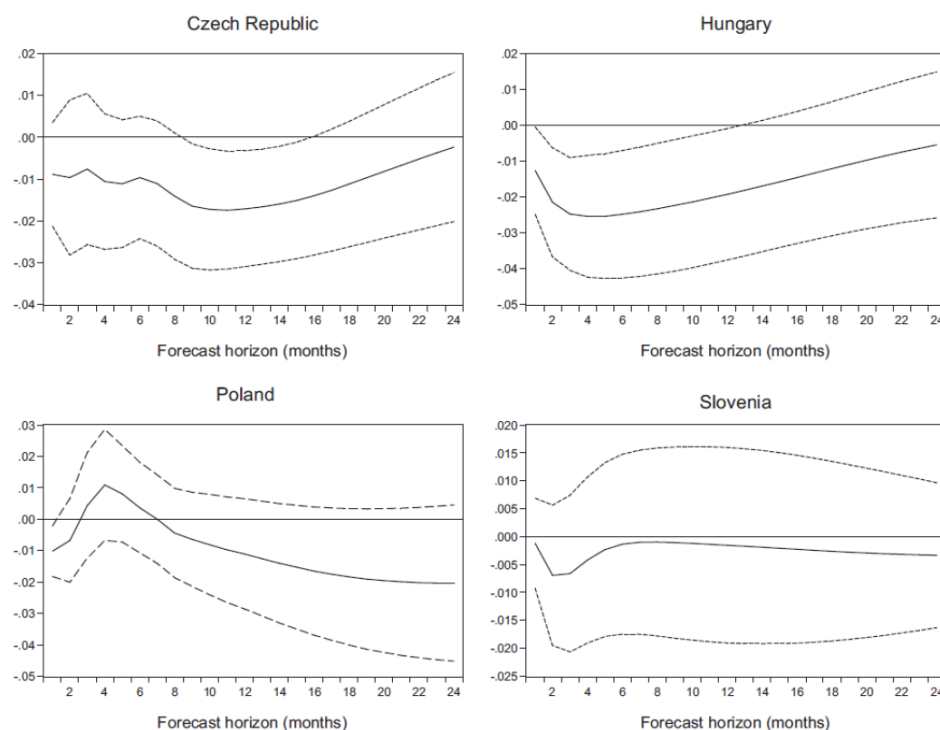 Czech Republic
.02
.01
.00
-.01
-.02
-.03
-.04
2 4 6 8 10 12 14 16 18 20 22 24
Forecast horizon (months)
Hungary
.02
.01
.00
-.01
-.02
-.03
-.04
-.05
2 4 6 8 10 12 14 16 18 20 22 24
Forecast horizon (months)
Poland
.03
.02
.01
.00
-.01
-.02
-.03
-.04
-.05
2 4 6 8 10 12 14 16 18 20 22 24
Forecast horizon (months)
Slovenia
.020
.015
.010
.005
.000
-.005
-.010
-.015
-.020
-.025
2 4 6 8 10 12 14 16 18 20 22 24
Forecast horizon (months)